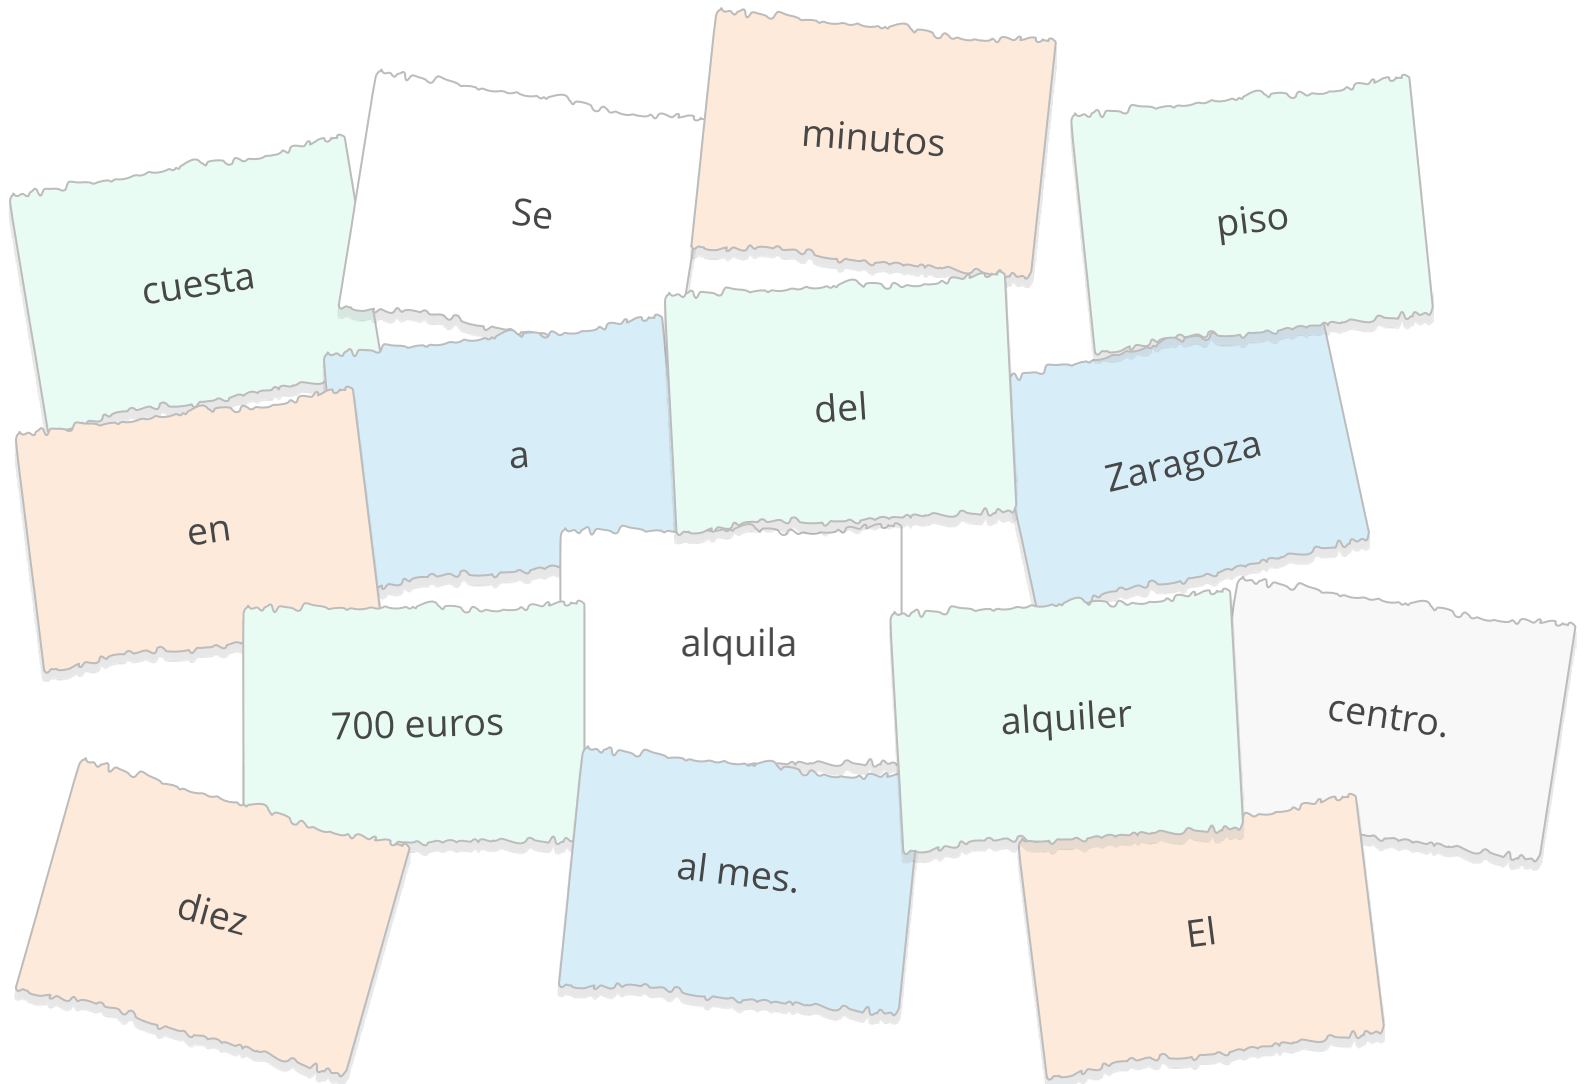 minutos
Se
piso
cuesta
del
a
Zaragoza
en
alquila
700 euros
alquiler
centro.
al mes.
diez
El